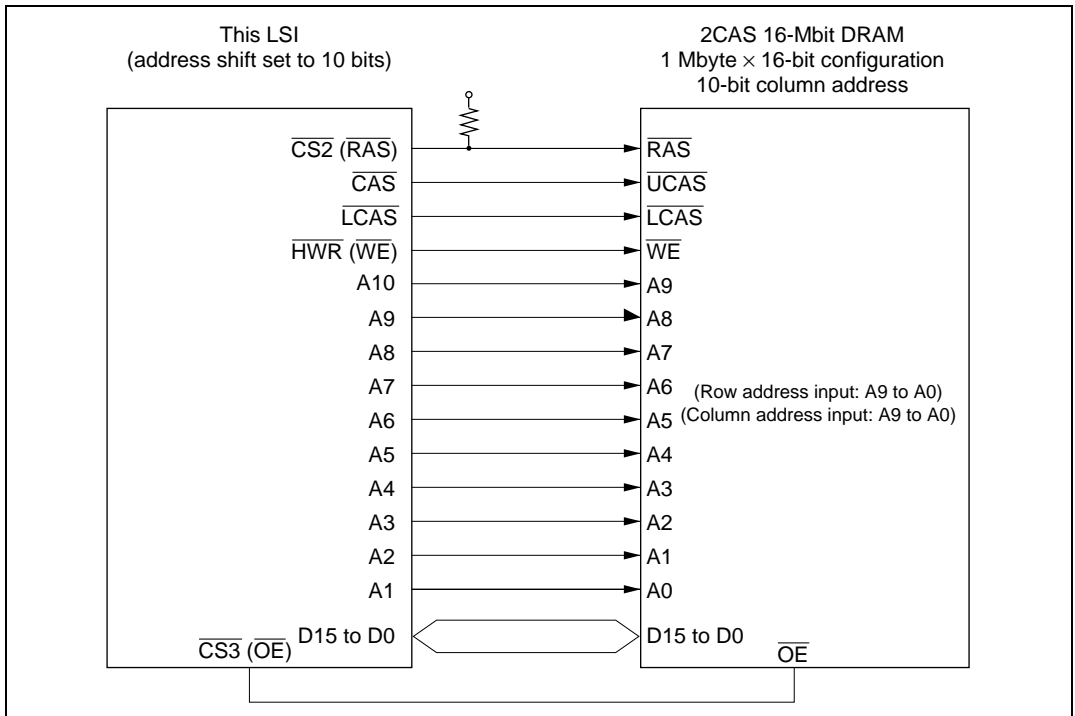 This LSI
(address shift set to 10 bits)
2CAS 16-Mbit DRAM
1 Mbyte × 16-bit configuration
10-bit column address
CS2 (RAS)
RAS
CAS
UCAS
LCAS
LCAS
HWR (WE)
WE
A10
A9
A9
A8
A8
A7
A7
A6
(Row address input: A9 to A0)
A6
A5
(Column address input: A9 to A0)
A5
A4
A4
A3
A3
A2
A2
A1
A1
A0
D15 to D0
D15 to D0
CS3 (OE)
OE